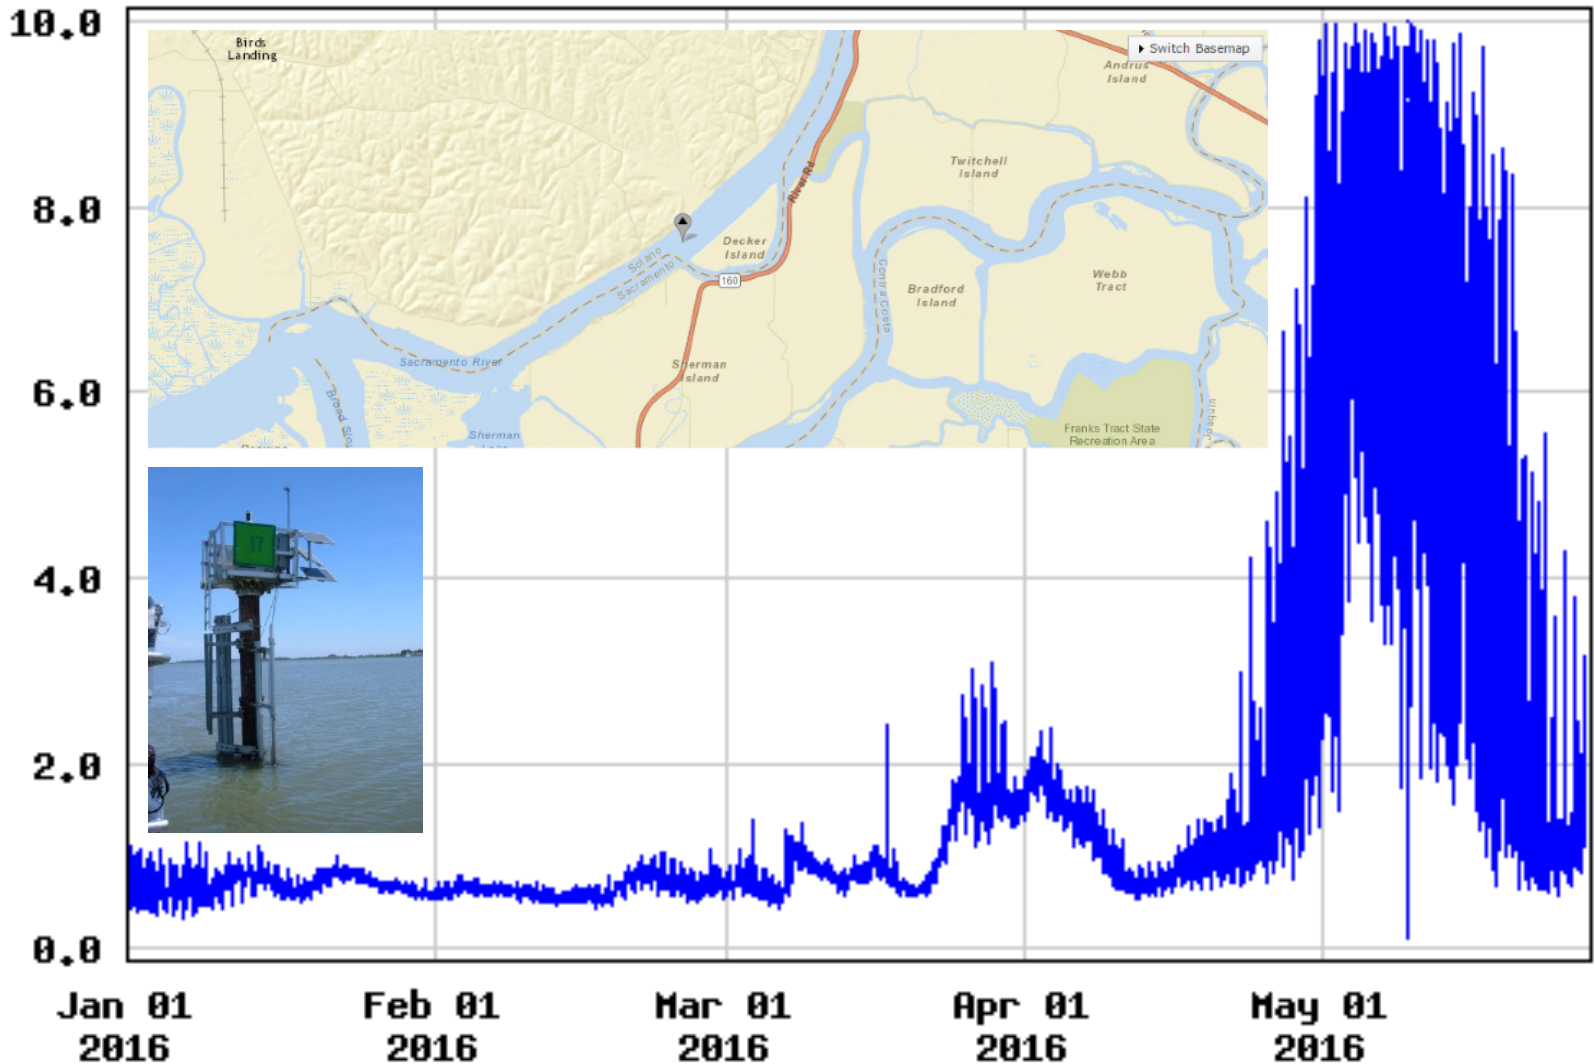 10.0
8.0
6.0
4.0
2.0
0.0
Birds
Landing
Switch Basemap
Andrus
Island
Twitchell
Island
River Rd
Decker
Island
Solano
Sacramento
160
Contra Costa
Bradford
Island
Webb
Tract
Sacramento River
Sherman
Island
Broad Slo
Sherman
Franks Tract State
Recreation Area
17
Jan 01
2016
Feb 01
2016
Mar 01
2016
Apr 01
2016
May 01
2016